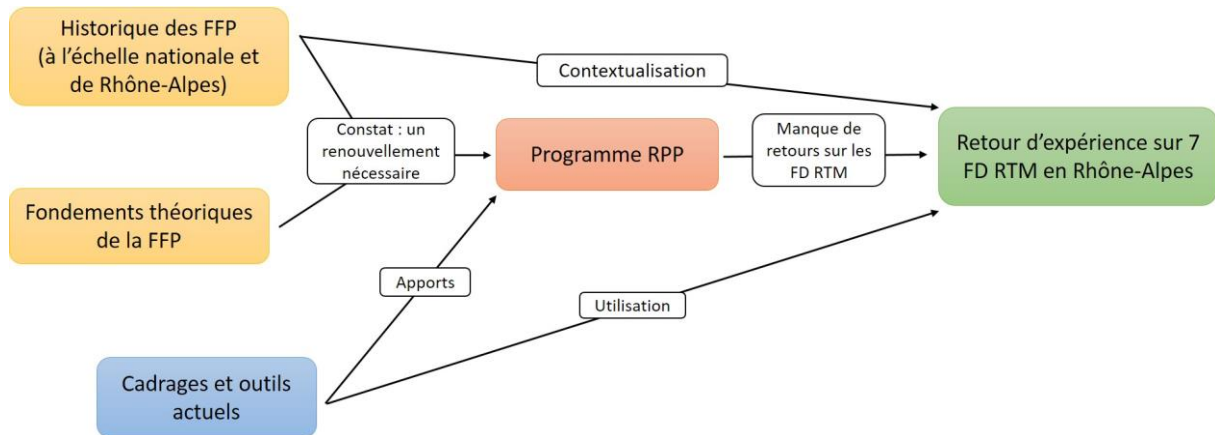 Historique des FFP
(à l’échelle nationale et
de Rhône-Alpes)
Contextualisation
Constat : un
renouvellement
nécessaire
Programme RPP
Manque de
retours sur les
FD RTM
Retour d’expérience sur 7
FD RTM en Rhône-Alpes
Fondements théoriques
de la FFP
Apports
Utilisation
Cadrages et outils
actuels